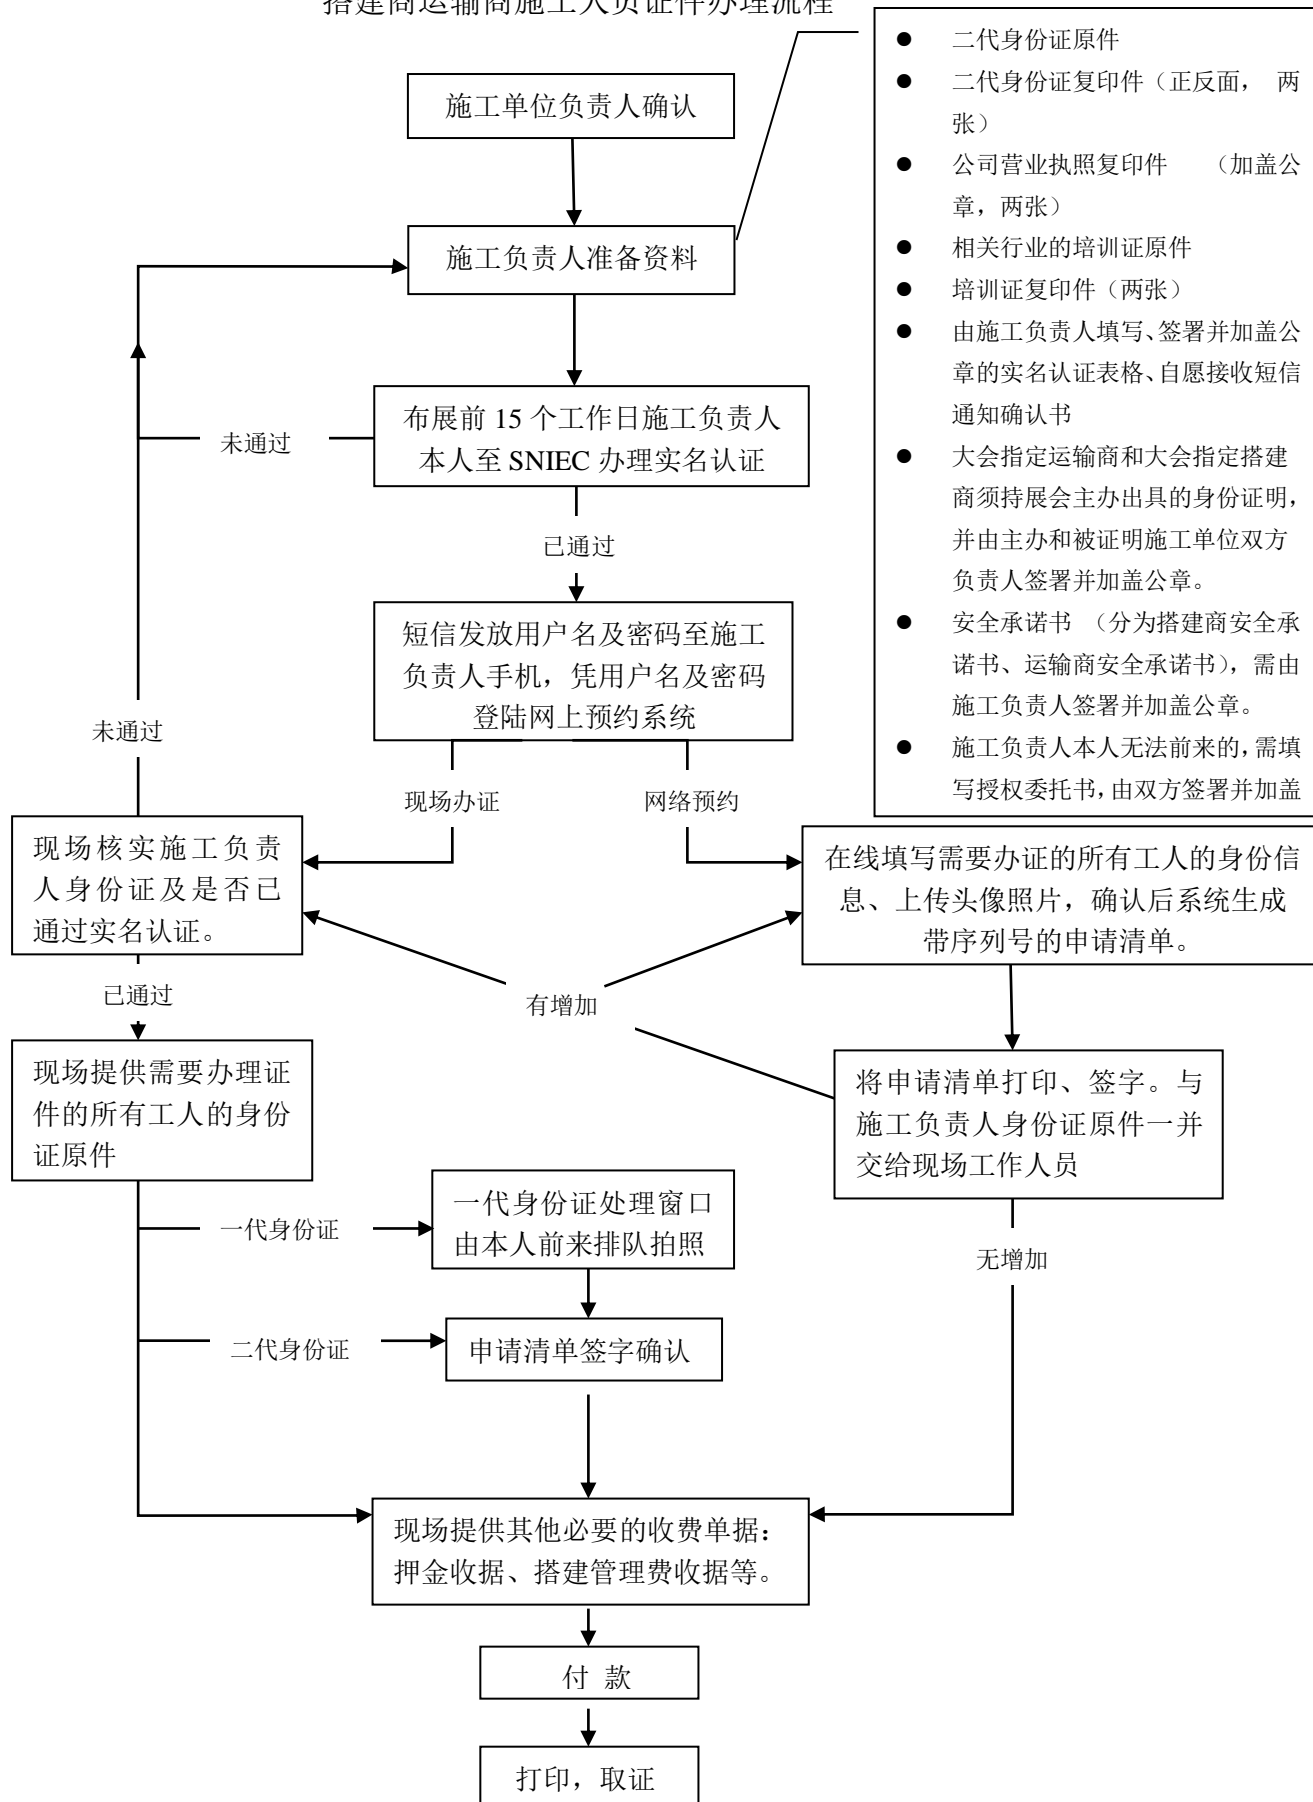 搭建商运输商施工人员证件办理流程
施工单位负责人确认
施工负责人准备资料
● 二代身份证原件
● 二代身份证复印件（正反面， 两
张）
● 公司营业执照复印件 （加盖公
章，两张）
● 相关行业的培训证原件
● 培训证复印件（两张）
● 由施工负责人填写、签署并加盖公
章的实名认证表格、自愿接收短信
通知确认书
● 大会指定运输商和大会指定搭建
商须持展会主办出具的身份证明，
并由主办和被证明施工单位双方
负责人签署并加盖公章。
● 安全承诺书 （分为搭建商安全承
诺书、运输商安全承诺书），需由
施工负责人签署并加盖公章。
● 施工负责人本人无法前来的，需填
写授权委托书，由双方签署并加盖
布展前 15 个工作日施工负责人
本人至 SNIEC 办理实名认证
未通过
已通过
短信发放用户名及密码至施工
负责人手机，凭用户名及密码
登陆网上预约系统
未通过
现场办证
网络预约
现场核实施工负责
人身份证及是否已
通过实名认证。
在线填写需要办证的所有工人的身份信
息、上传头像照片，确认后系统生成
带序列号的申请清单。
已通过
有增加
现场提供需要办理证
件的所有工人的身份
证原件
将申请清单打印、签字。与
施工负责人身份证原件一并
交给现场工作人员
一代身份证
一代身份证处理窗口
由本人前来排队拍照
无增加
二代身份证
申请清单签字确认
现场提供其他必要的收费单据：
押金收据、搭建管理费收据等。
付 款
打印，取证